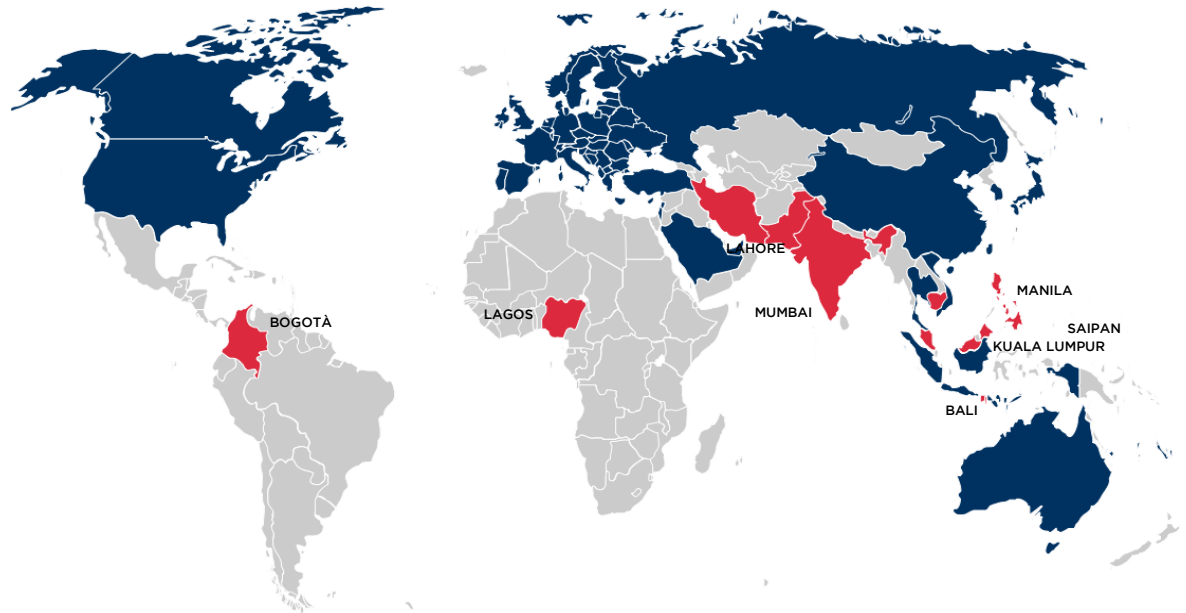 LAHORE
MANILA
BOGOTÀ
LAGOS
MUMBAI
SAIPAN
KUALA LUMPUR
BALI